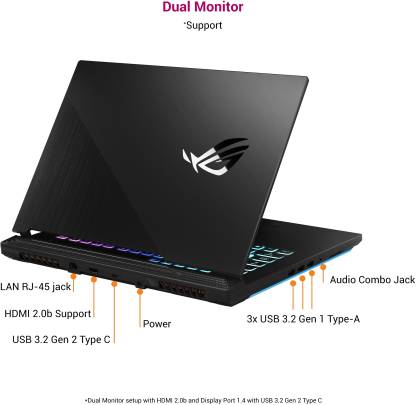 Dual Monitor
*Support
Audio Combo Jack
LAN RJ-45 jack
HDMI 2.0b Support
3x USB 3.2 Gen 1 Type-A
Power
USB 3.2 Gen 2 Type C
*Dual Monitor setup with HDMI 2.0b and Display Port 1.4 with USB 3.2 Gen 2 Type C